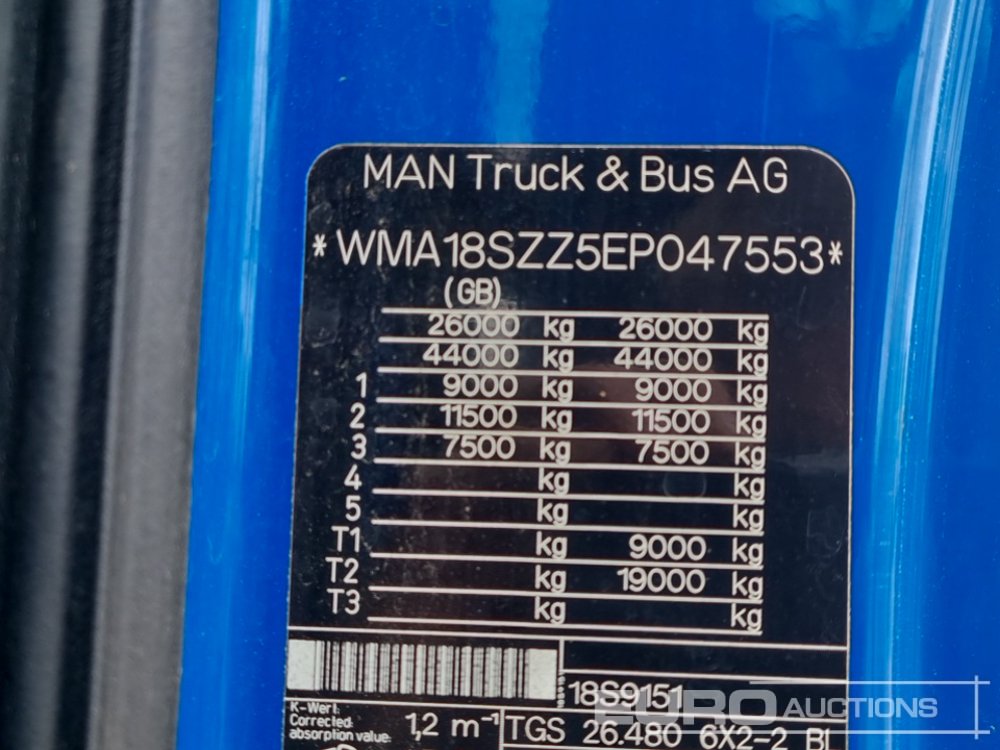 MAN Truck & Bus AG
*WMA18SZZ5EP047553*
(GB)
26000 kg 26000 kg
44000 kg 44000 kg
1 9000 kg 9000 kg
2 11500 kg 11500 kg
3 7500 kg 7500 kg
4 kg kg
5 kg kg
T1 kg 9000 kg
T2 kg 19000 kg
T3 kg kg
18S9151
K-Wert:
Corrected
absorption value: 1,2 m⁻¹ TGS 26.480 6X2-2 BL
EURO AUCTIONS